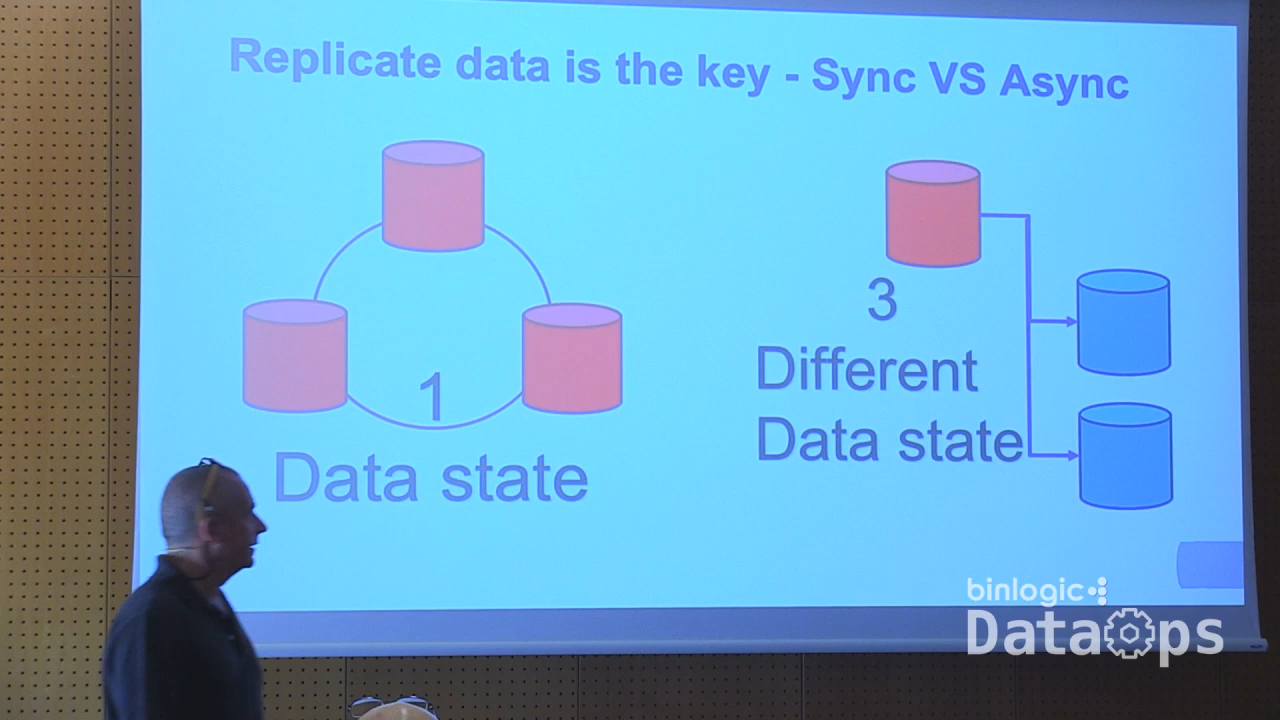 Replicate data is the key - Sync VS Async
1
Data state
3
Different
Data state
binlogic
DataOps